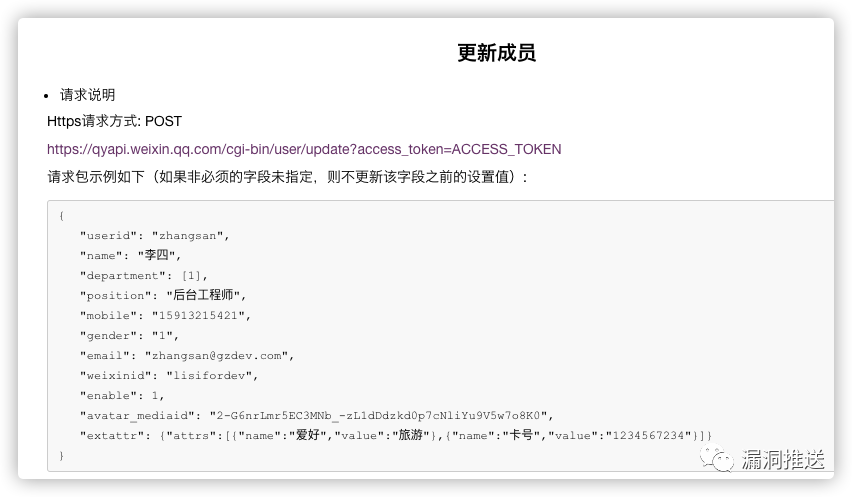 更新成员
请求说明
Https请求方式: POST
https://qyapi.weixin.qq.com/cgi-bin/user/update?access_token=ACCESS_TOKEN
请求包示例如下（如果非必须的字段未指定，则不更新该字段之前的设置值）:
{
"userid": "zhangsan",
"name": "李四",
"department": [1],
"position": "后台工程师",
"mobile": "15913215421",
"gender": "1",
"email": "zhangsan@gzdev.com",
"weixinid": "lisifordev",
"enable": 1,
"avatar_mediaid": "2-G6nrLmr5EC3MNb_-zL1dDdzkd0p7cNliYu9V5w7o8K0",
"extattr": {"attrs":[{"name":"爱好","value":"旅游"},{"name":"卡号","value":"1234567234"}]}
}
漏洞推送